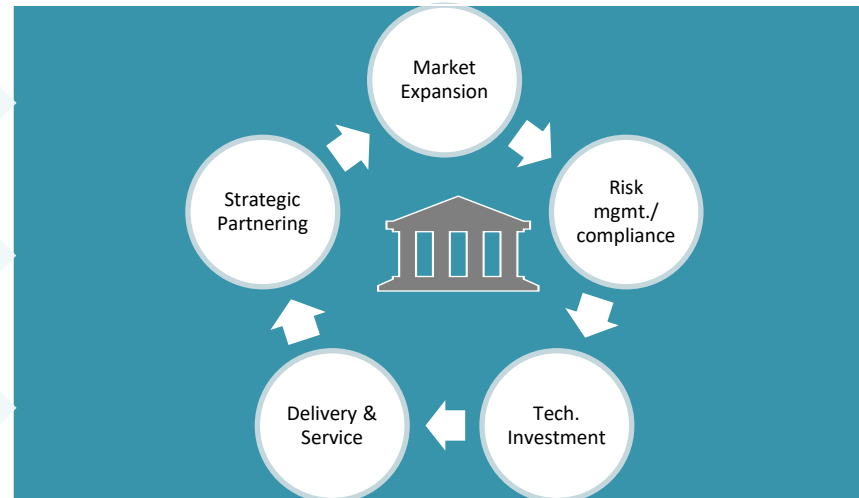 Market
Expansion
Risk
mgmt./
compliance
Tech.
Investment
Delivery &
Service
Strategic
Partnering